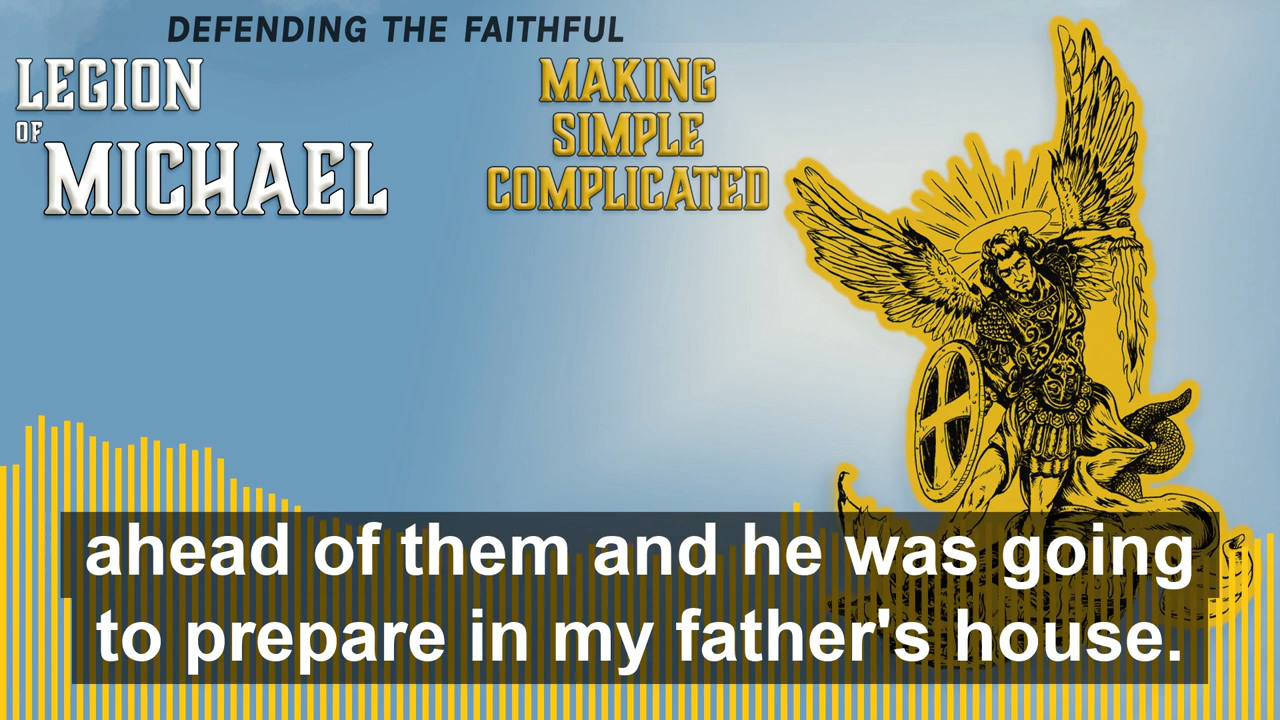 DEFENDING THE FAITHFUL
LEGION
OF
MICHAEL
MAKING
SIMPLE
COMPLICATED
ahead of them and he was going
to prepare in my father's house.